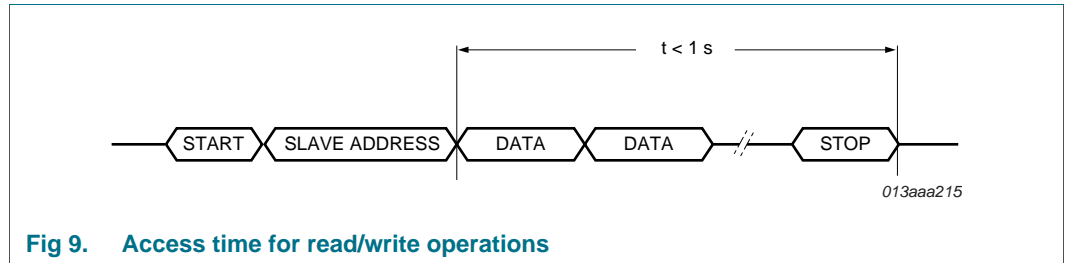 t < 1 s
START SLAVE ADDRESS DATA DATA STOP
013aaa215
Fig 9. Access time for read/write operations